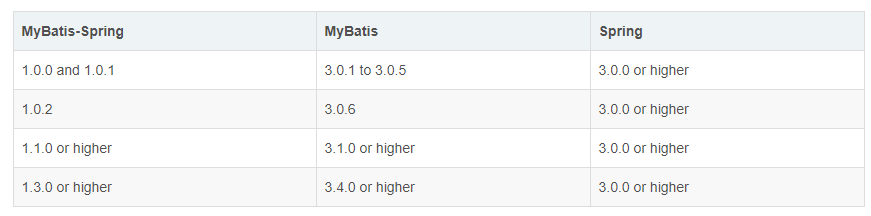 MyBatis-Spring MyBatis Spring
1.0.0 and 1.0.1 3.0.1 to 3.0.5 3.0.0 or higher
1.0.2 3.0.6 3.0.0 or higher
1.1.0 or higher 3.1.0 or higher 3.0.0 or higher
1.3.0 or higher 3.4.0 or higher 3.0.0 or higher